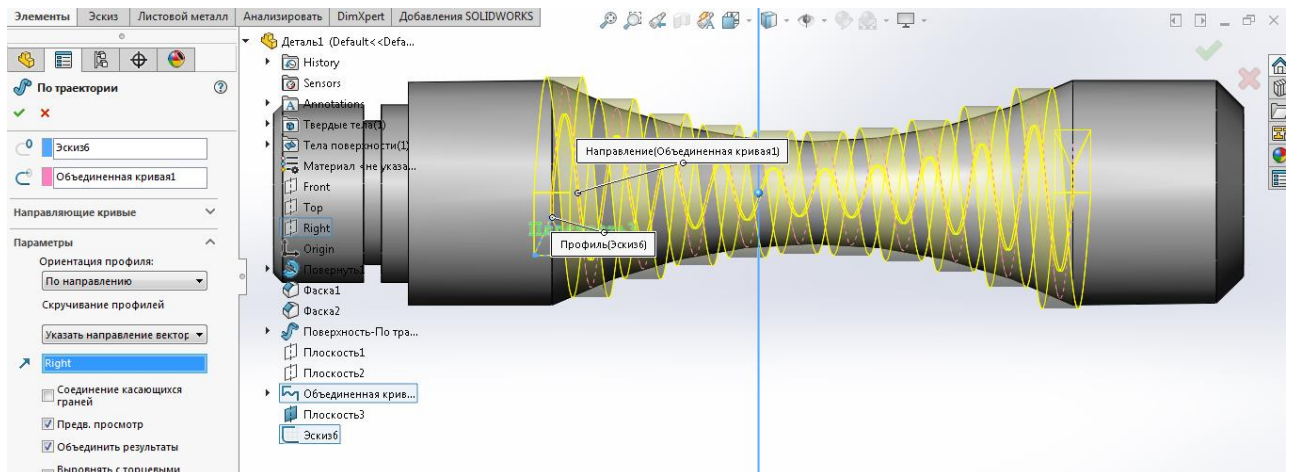 Элементы
Эскиз
Листовой металл
Анализировать
DimXpert
Добавления SOLIDWORKS
По траектории
Эскиз6
Объединенная кривая1
Направляющие кривые
Параметры
Ориентация профиля:
По направлению
Скручивание профилей
Указать направление вектор
Right
Соединение касающихся
граней
Предв. просмотр
Объединить результаты
Выровнять с торцевыми
Деталь1 (Default<<Defa...
History
Sensors
Annotations
Твердые тела(1)
Тела поверхности(1)
Материал <не указа...
Front
Top
Right
Origin
Повернуть1
Фаска1
Фаска2
Поверхность-По тра...
Плоскость1
Плоскость2
Объединенная крив...
Плоскость3
Эскиз6
Направление(Объединенная кривая1)
Профиль(Эскиз6)